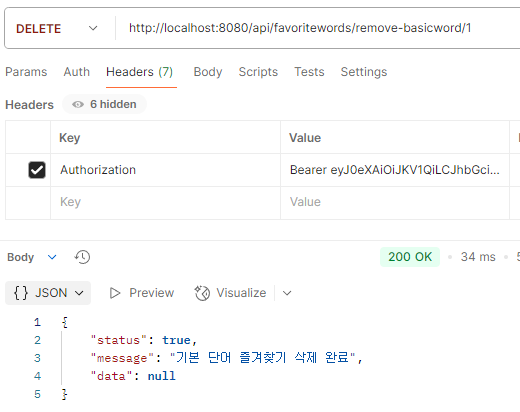 DELETE http://localhost:8080/api/favoritewords/remove-basicword/1
Params Auth Headers (7) Body Scripts Tests Settings
Headers 6 hidden
Key Value
Authorization Bearer eyJ0eXAiOiJKV1QiLCJhbGci...
Key Value
Body 200 OK 34 ms
{} JSON Preview Visualize
1 {
2 "status": true,
3 "message": "기본 단어 즐겨찾기 삭제 완료",
4 "data": null
5 }